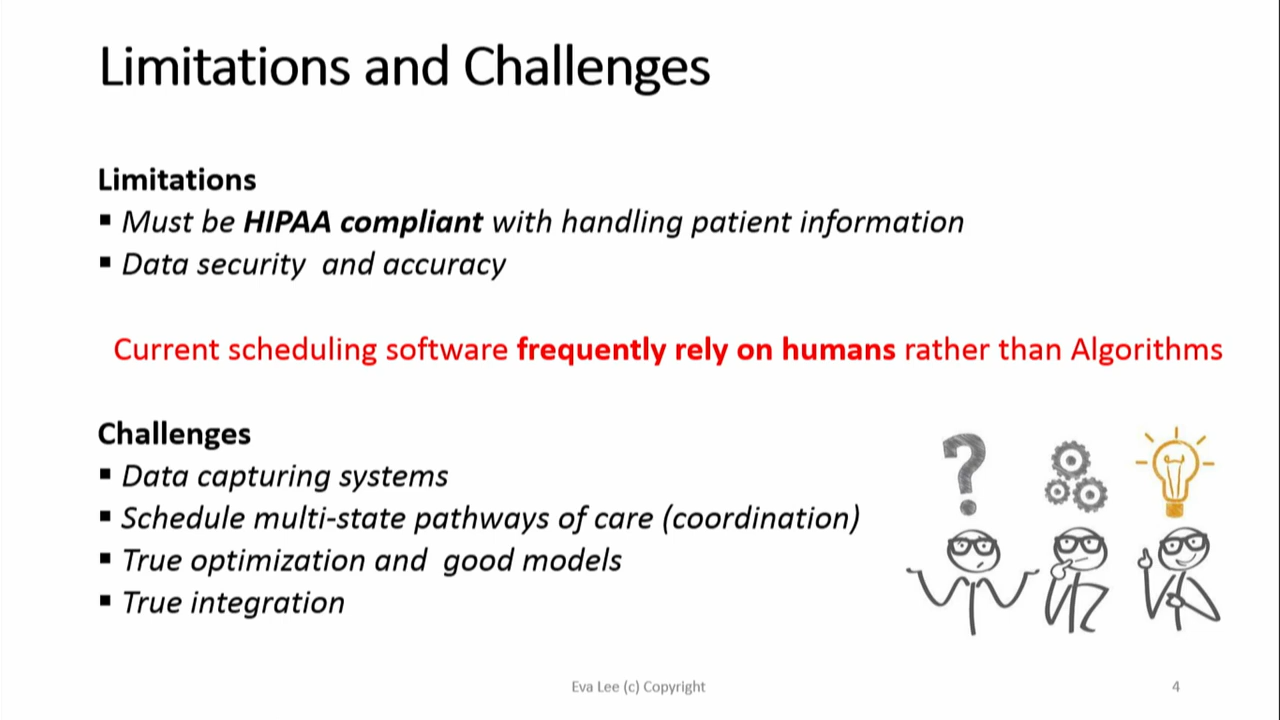 Limitations and Challenges
Limitations
▪ Must be HIPAA compliant with handling patient information
▪ Data security and accuracy
Current scheduling software frequently rely on humans rather than Algorithms
Challenges
▪ Data capturing systems
▪ Schedule multi-state pathways of care (coordination)
▪ True optimization and good models
▪ True integration
?
Eva Lee (c) Copyright
4